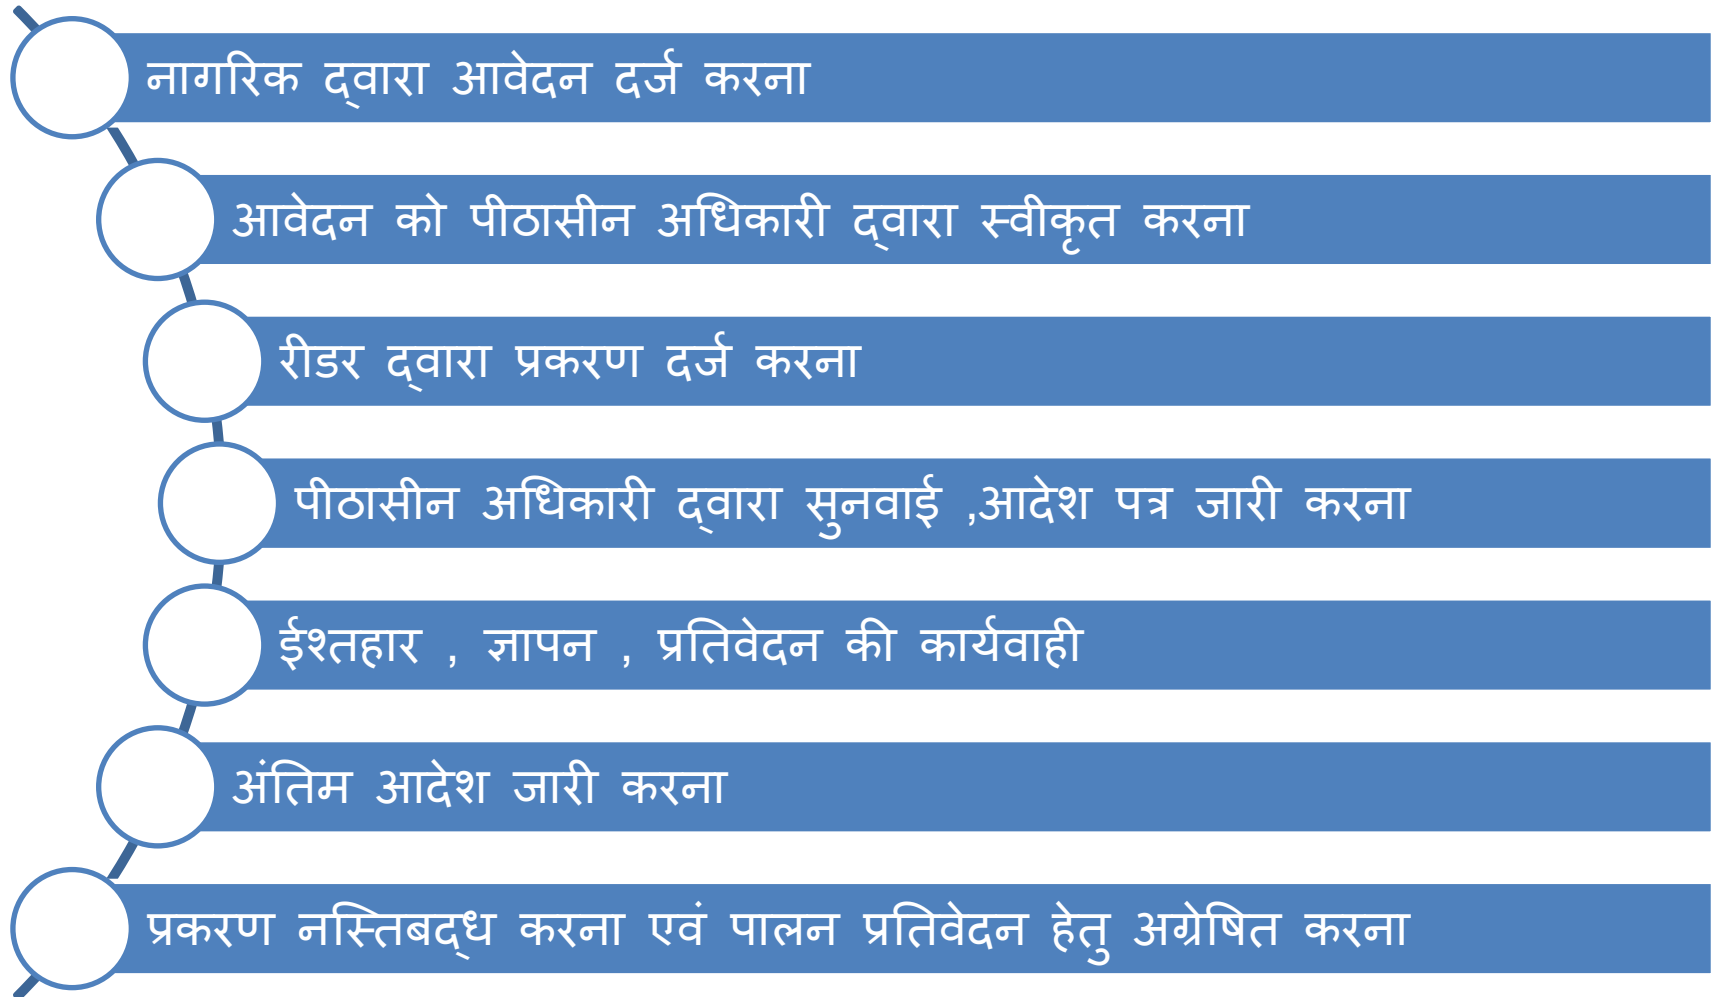 नागरिक द्वारा आवेदन दर्ज करना
आवेदन को पीठासीन अधिकारी द्वारा स्वीकृत करना
रीडर द्वारा प्रकरण दर्ज करना
पीठासीन अधिकारी द्वारा सुनवाई ,आदेश पत्र जारी करना
ईश्तहार , ज्ञापन , प्रतिवेदन की कार्यवाही
अंतिम आदेश जारी करना
प्रकरण नस्तिबद्ध करना एवं पालन प्रतिवेदन हेतु अग्रेषित करना